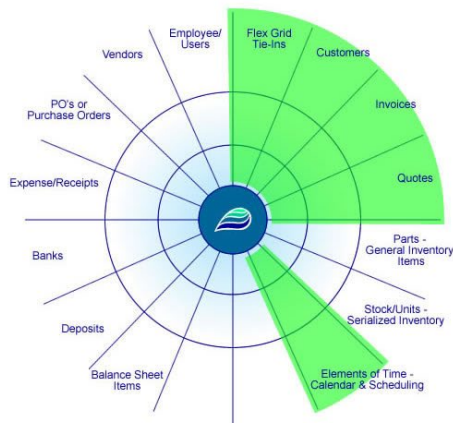 Employee/
Users
Flex Grid
Tie-Ins
Customers
Invoices
Quotes
Parts -
General Inventory
Items
Stock/Units -
Serialized Inventory
Elements of Time -
Calendar & Scheduling
Balance Sheet
Items
Deposits
Banks
Expense/Receipts
PO's or
Purchase Orders
Vendors